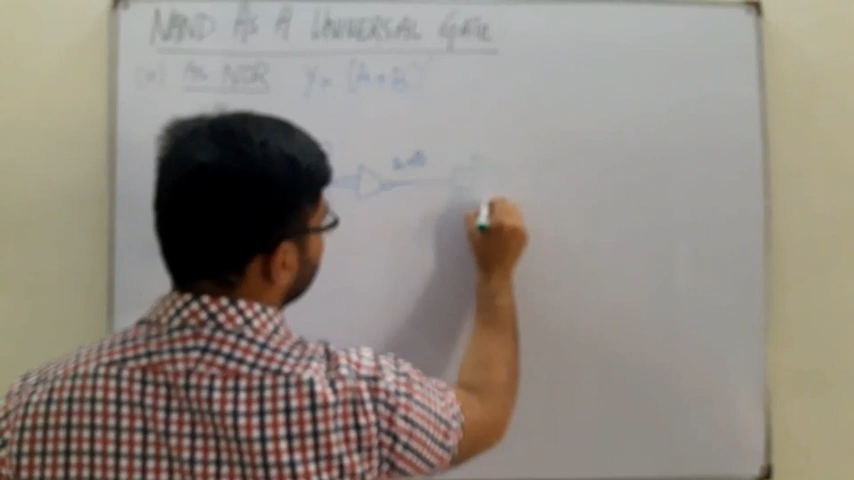 NAND AS A UNIVERSAL GATE
AS NOR Y = (A + B)'